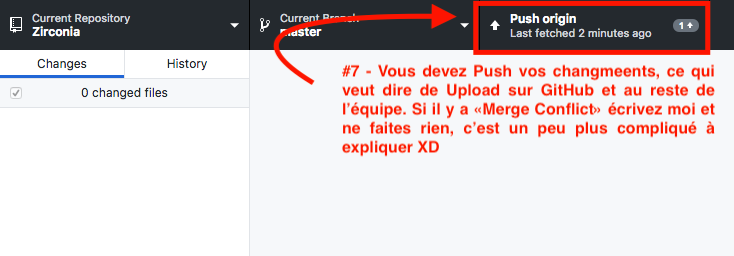 Current Repository
Zirconia
Current Branch
master
Push origin
Last fetched 2 minutes ago
1
Changes
History
0 changed files
#7 - Vous devez Push vos changmeents, ce qui
veut dire de Upload sur GitHub et au reste de
l'équipe. Si il y a «Merge Conflict» écrivez moi et
ne faites rien, c'est un peu plus compliqué à
expliquer XD